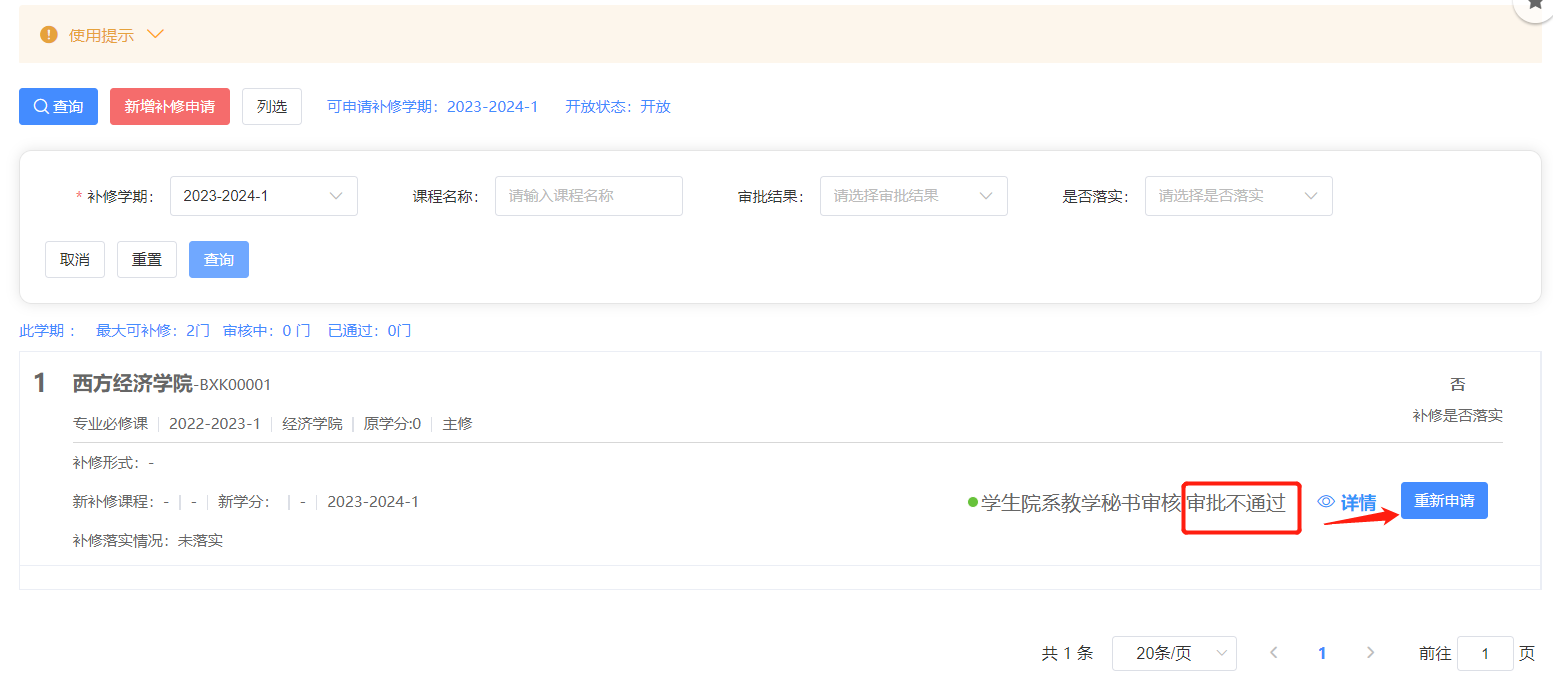 使用提示
查询 新增补修申请 列选 可申请补修学期：2023-2024-1 开放状态：开放
* 补修学期： 2023-2024-1 课程名称： 请输入课程名称 审批结果： 请选择审批结果 是否落实： 请选择是否落实
取消 重置 查询
此学期 ： 最大可补修：2门 审核中：0 门 已通过：0门
1 西方经济学院-BXK00001 否
专业必修课 | 2022-2023-1 | 经济学院 | 原学分:0 | 主修 补修是否落实
补修形式：-
新补修课程：- | - | 新学分： | - | 2023-2024-1 学生院系教学秘书审核 审批不通过 详情 重新申请
补修落实情况：未落实
共 1 条 20条/页 1 前往 1 页